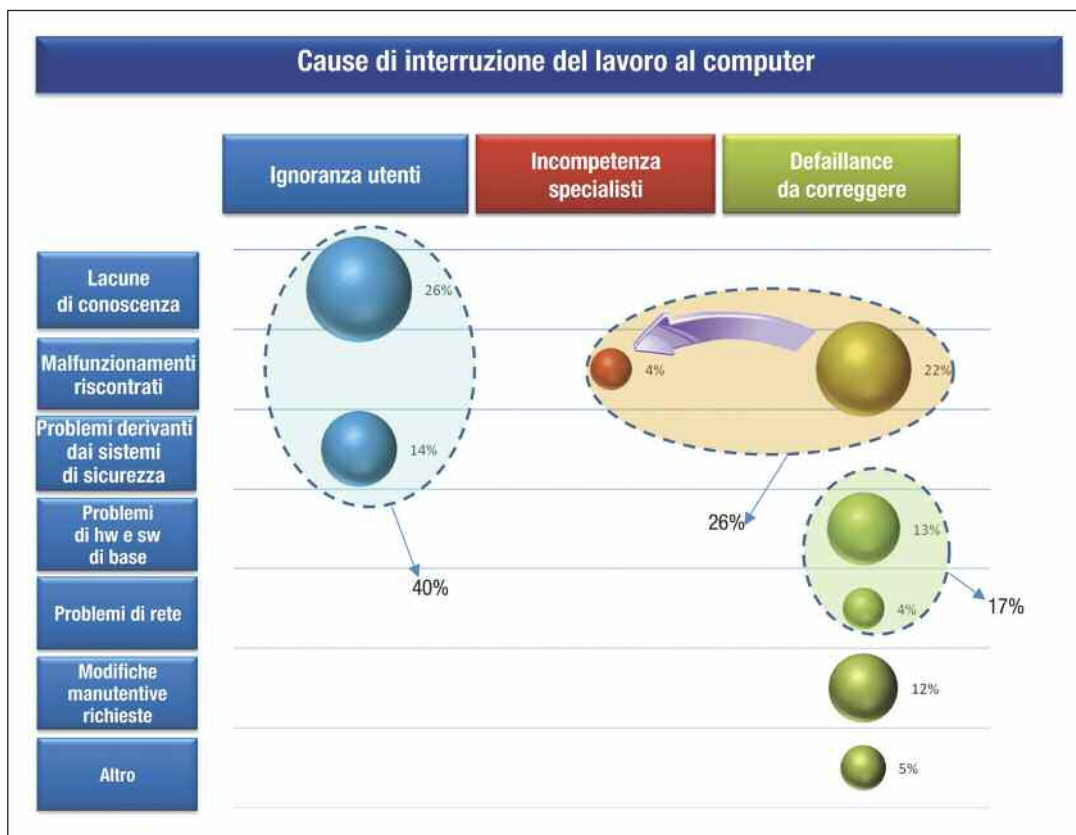 Cause di interruzione del lavoro al computer
Ignoranza utenti
Incompetenza
specialisti
Defaillance
da correggere
Lacune
di conoscenza
26%
Malfunzionamenti
riscontrati
4%
22%
Problemi derivanti
dai sistemi
di sicurezza
14%
Problemi
di hw e sw
di base
26%
13%
40%
Problemi di rete
4%
17%
Modifiche
manutentive
richieste
12%
Altro
5%